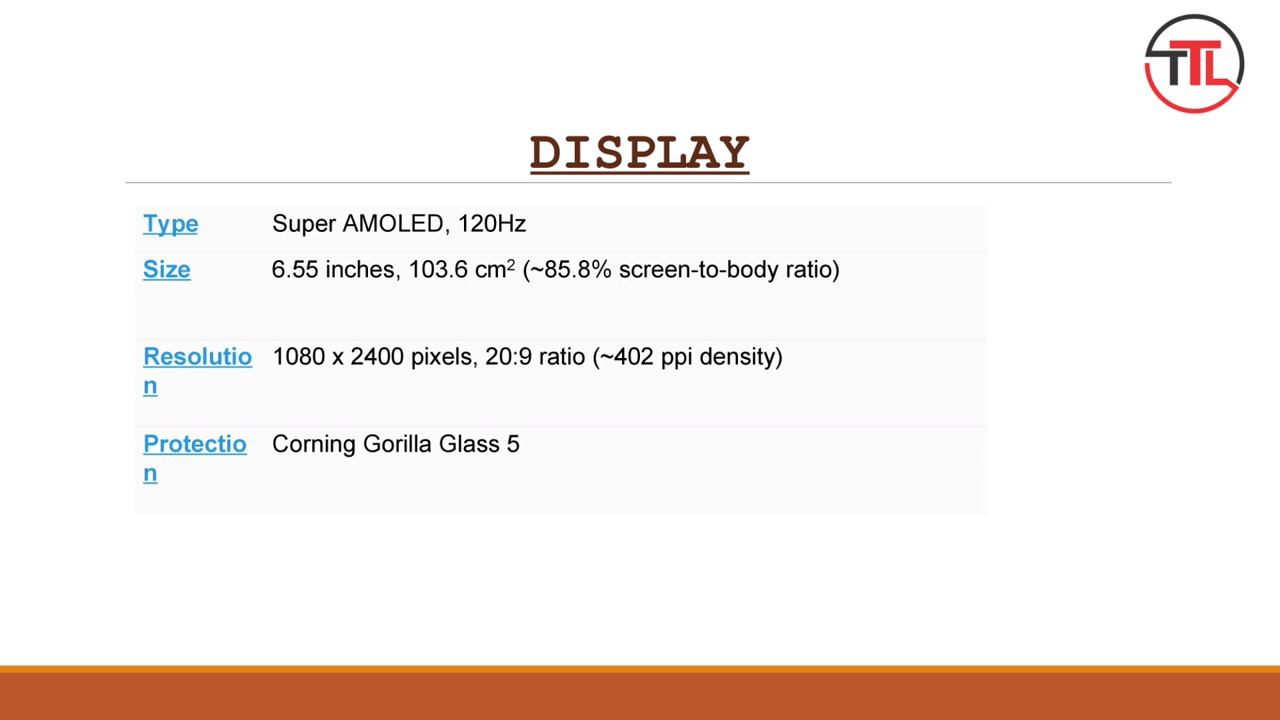 TTL
DISPLAY
Type Super AMOLED, 120Hz
Size 6.55 inches, 103.6 cm² (~85.8% screen-to-body ratio)
Resolutio 1080 x 2400 pixels, 20:9 ratio (~402 ppi density)
n
Protectio Corning Gorilla Glass 5
n